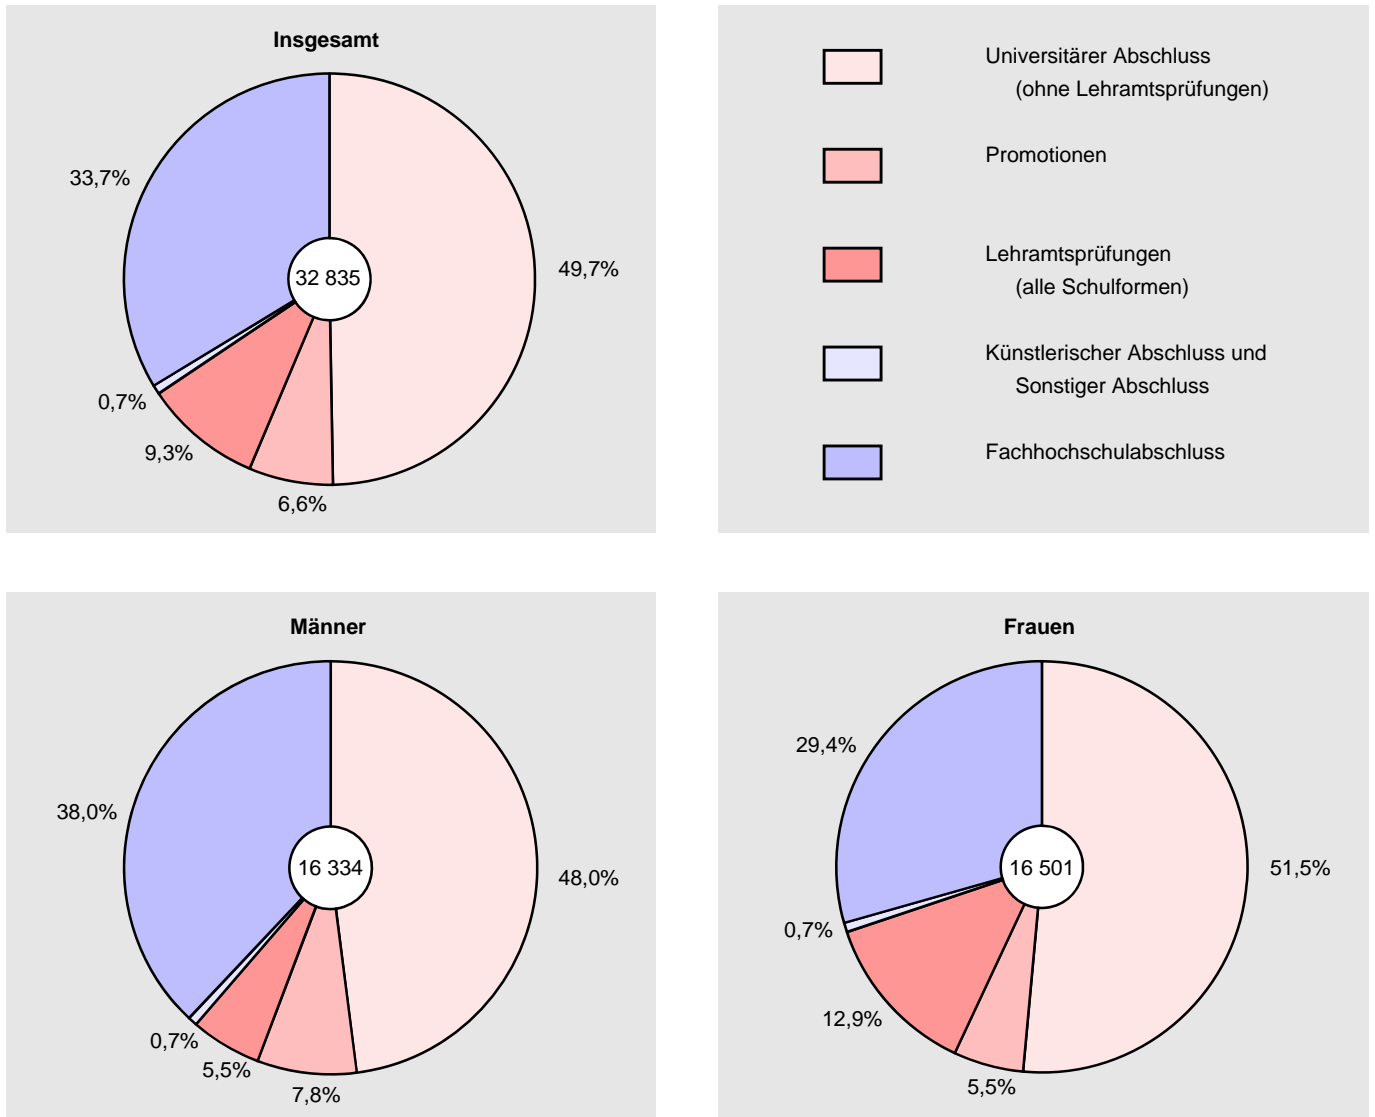 Insgesamt
33,7%
49,7%
32 835
0,7%
9,3%
6,6%
Universitärer Abschluss
(ohne Lehramtsprüfungen)
Promotionen
Lehramtsprüfungen
(alle Schulformen)
Künstlerischer Abschluss und
Sonstiger Abschluss
Fachhochschulabschluss
Männer
38,0%
16 334
48,0%
0,7%
5,5%
7,8%
Frauen
29,4%
16 501
51,5%
0,7%
12,9%
5,5%